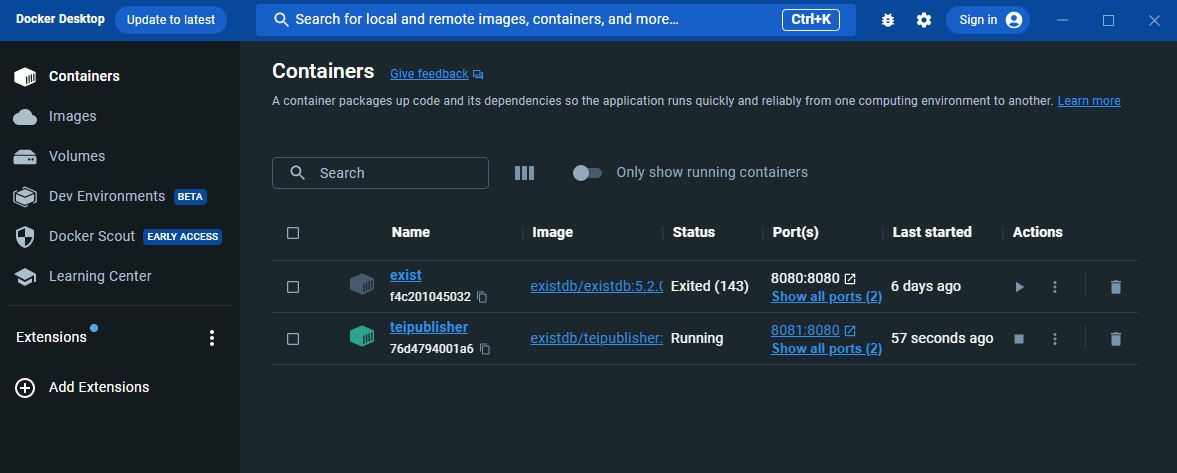 Docker Desktop Update to latest Search for local and remote images, containers, and more... Ctrl+K Sign in
Containers
Images
Volumes
Dev Environments BETA
Docker Scout EARLY ACCESS
Learning Center
Extensions
Add Extensions
Containers Give feedback
A container packages up code and its dependencies so the application runs quickly and reliably from one computing environment to another. Learn more
Search Only show running containers
Name Image Status Port(s) Last started Actions
exist existdb/existdb:5.2.0 Exited (143) 8080:8080 6 days ago
f4c201045032 Show all ports (2)
teipublisher existdb/teipublisher: Running 8081:8080 57 seconds ago
76d4794001a6 Show all ports (2)